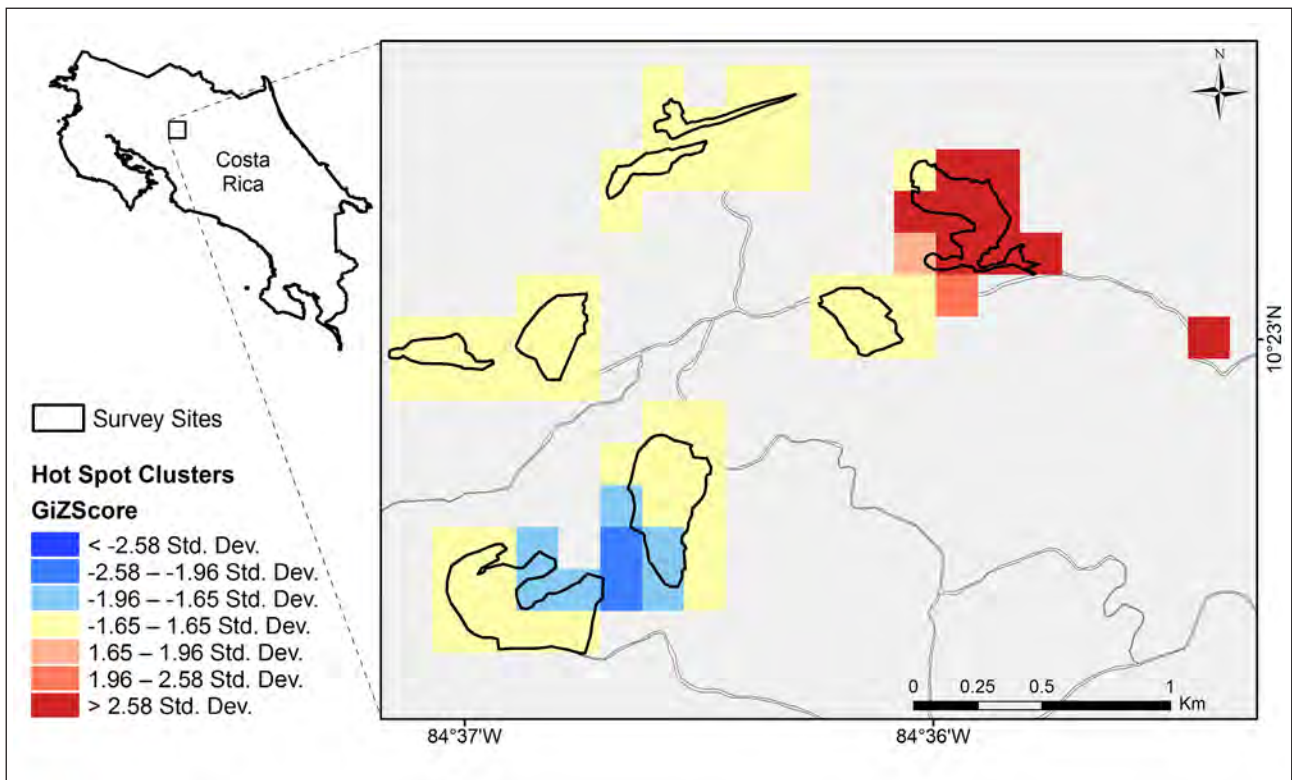 Costa
Rica
N
10°23'N
Survey Sites
Hot Spot Clusters
GiZScore
< -2.58 Std. Dev.
-2.58 – -1.96 Std. Dev.
-1.96 – -1.65 Std. Dev.
-1.65 – 1.65 Std. Dev.
1.65 – 1.96 Std. Dev.
1.96 – 2.58 Std. Dev.
> 2.58 Std. Dev.
0 0.25 0.5 1
Km
84°37'W 84°36'W